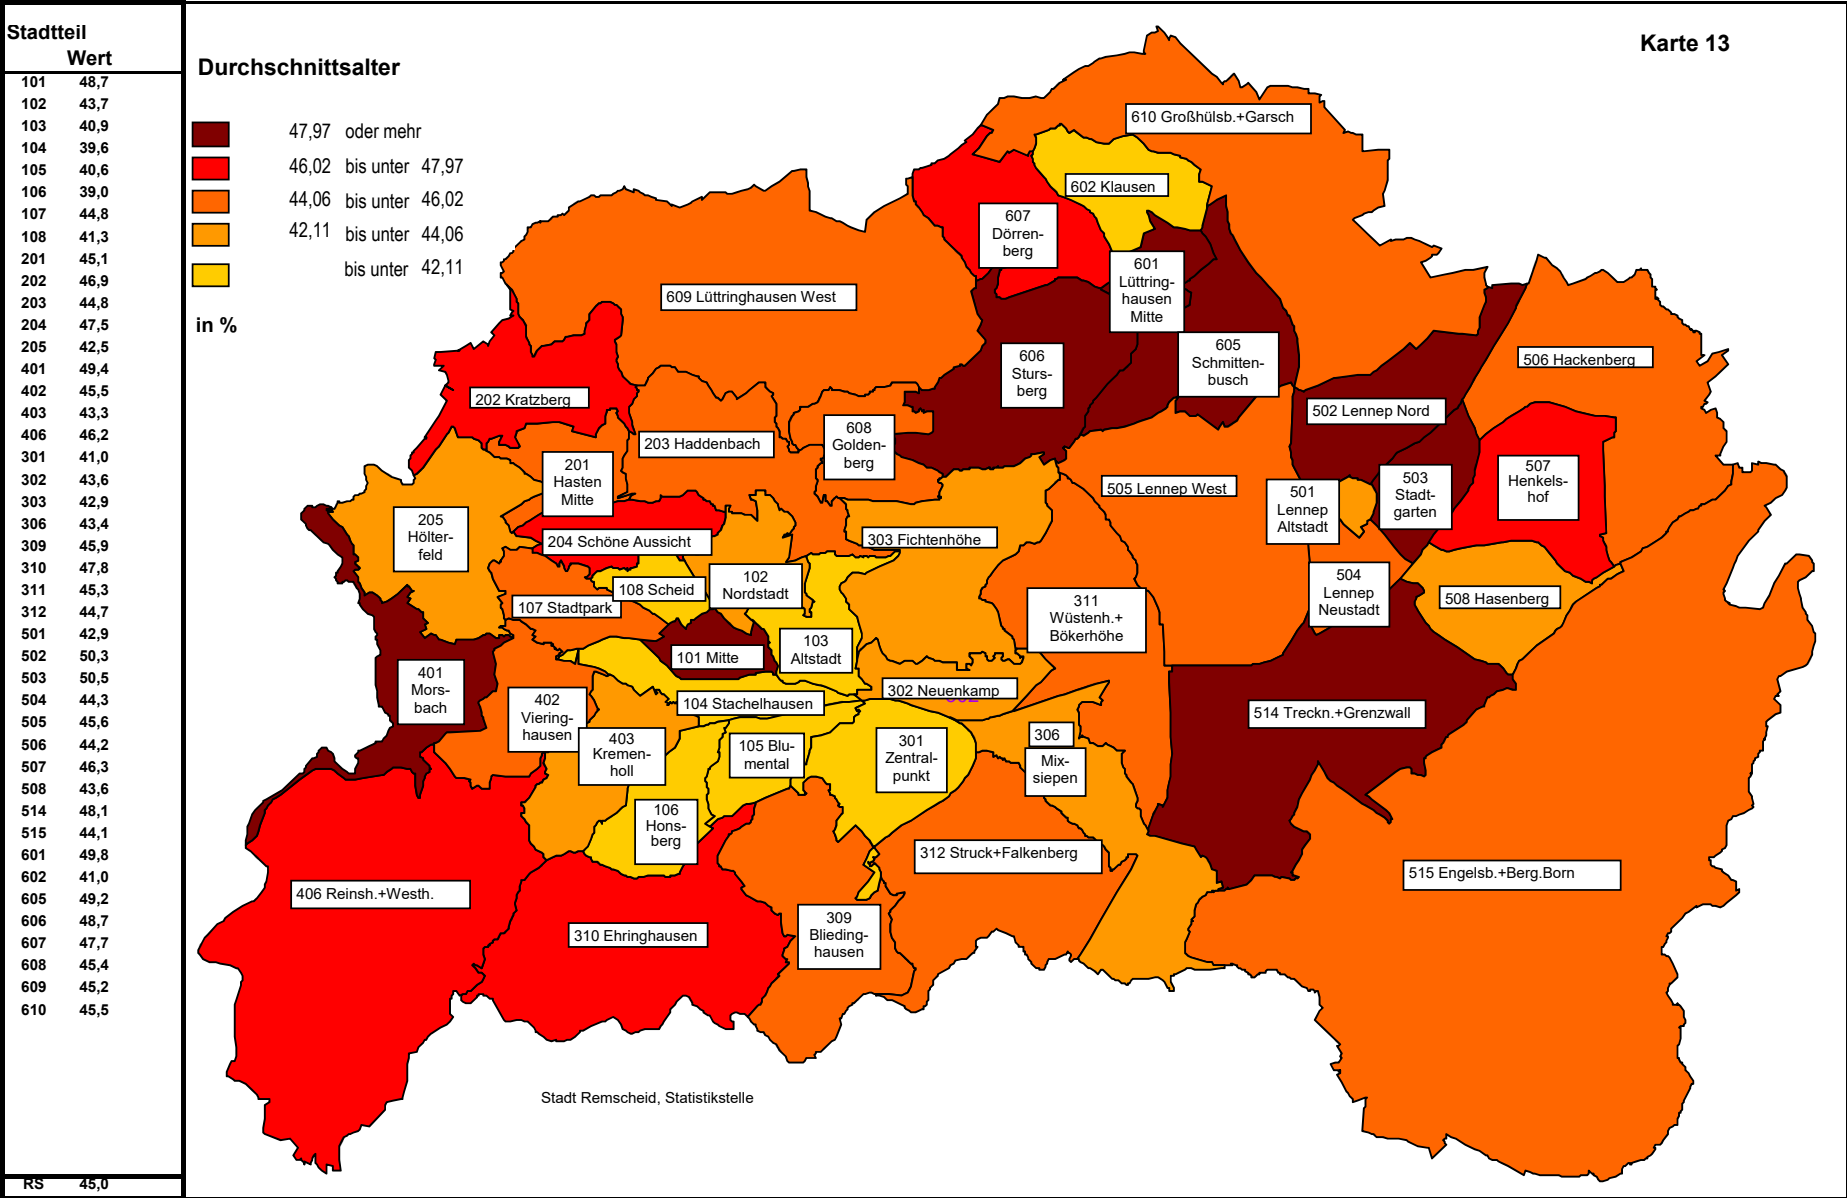 Stadtteil
Wert
101 48,7
102 43,7
103 40,9
104 39,6
105 40,6
106 39,0
107 44,8
108 41,3
201 45,1
202 46,9
203 44,8
204 47,5
205 42,5
401 49,4
402 45,5
403 43,3
406 46,2
301 41,0
302 43,6
303 42,9
306 43,4
309 45,9
310 47,8
311 45,3
312 44,7
501 42,9
502 50,3
503 50,5
504 44,3
505 45,6
506 44,2
507 46,3
508 43,6
514 48,1
515 44,1
601 49,8
602 41,0
605 49,2
606 48,7
607 47,7
608 45,4
609 45,2
610 45,5
RS 45,0
Karte 13
Durchschnittsalter
47,97 oder mehr
46,02 bis unter 47,97
44,06 bis unter 46,02
42,11 bis unter 44,06
bis unter 42,11
in %
610 Großhülsb.+Garsch
602 Klausen
607
Dörren-
berg
601
Lüttring-
hausen
Mitte
609 Lüttringhausen West
605
Schmitten-
busch
606
Sturs-
berg
506 Hackenberg
202 Kratzberg
502 Lennep Nord
203 Haddenbach
608
Golden-
berg
201
Hasten
Mitte
505 Lennep West
501
Lennep
Altstadt
503
Stadt-
garten
507
Henkels-
hof
205
Hölter-
feld
204 Schöne Aussicht
303 Fichtenhöhe
108 Scheid
102
Nordstadt
107 Stadtpark
504
Lennep
Neustadt
508 Hasenberg
311
Wüstenh.+
Bökerhöhe
103
Altstadt
101 Mitte
401
Mors-
bach
302 Neuenkamp
302
104 Stachelhausen
402
Viering-
hausen
514 Treckn.+Grenzwall
403
Kremen-
holl
105 Blu-
mental
301
Zentral-
punkt
306
Mix-
siepen
106
Hons-
berg
312 Struck+Falkenberg
515 Engelsb.+Berg.Born
406 Reinsh.+Westh.
310 Ehringhausen
309
Blieding-
hausen
Stadt Remscheid, Statistikstelle